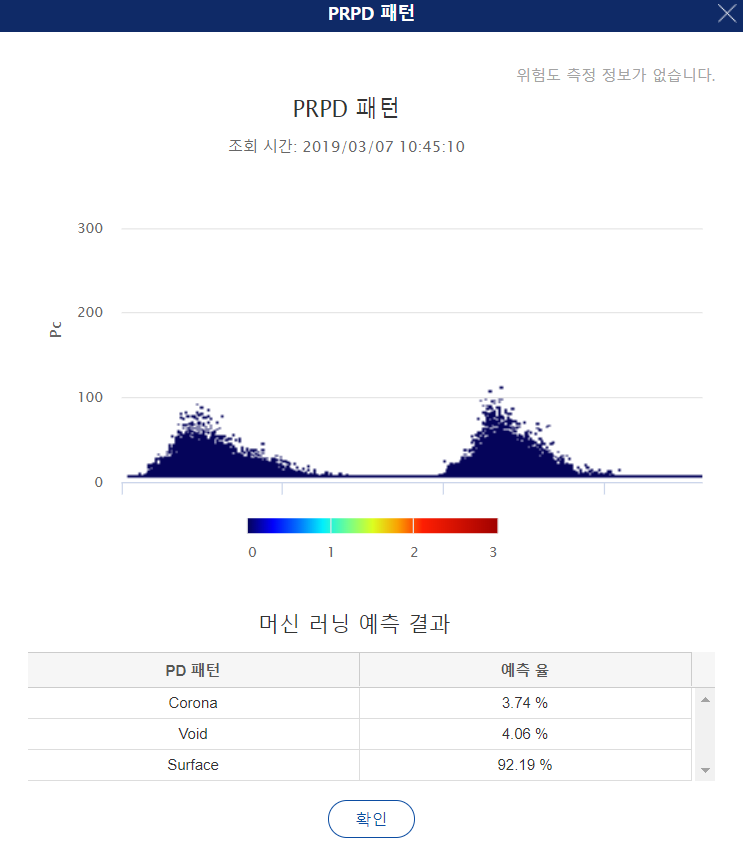 PRPD 패턴
위험도 측정 정보가 없습니다.
PRPD 패턴
조회 시간: 2019/03/07 10:45:10
300
200
Pc
100
0
0 1 2 3
머신 러닝 예측 결과
PD 패턴 예측 율
Corona 3.74 %
Void 4.06 %
Surface 92.19 %
확인